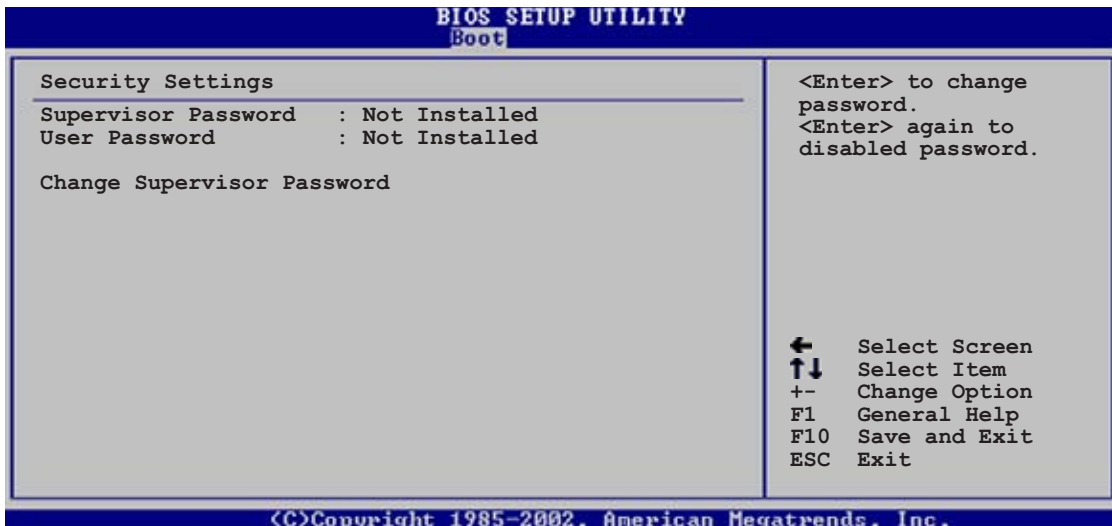 BIOS SETUP UTILITY
Boot
Security Settings
Supervisor Password : Not Installed
User Password : Not Installed
Change Supervisor Password
<Enter> to change
password.
<Enter> again to
disabled password.
← Select Screen
↑↓ Select Item
+- Change Option
F1 General Help
F10 Save and Exit
ESC Exit
(C)Copyright 1985-2002, American Megatrends, Inc.